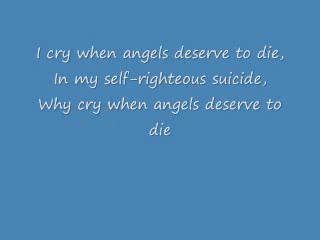 I cry when angels deserve to die,
In my self-righteous suicide,
Why cry when angels deserve to
die